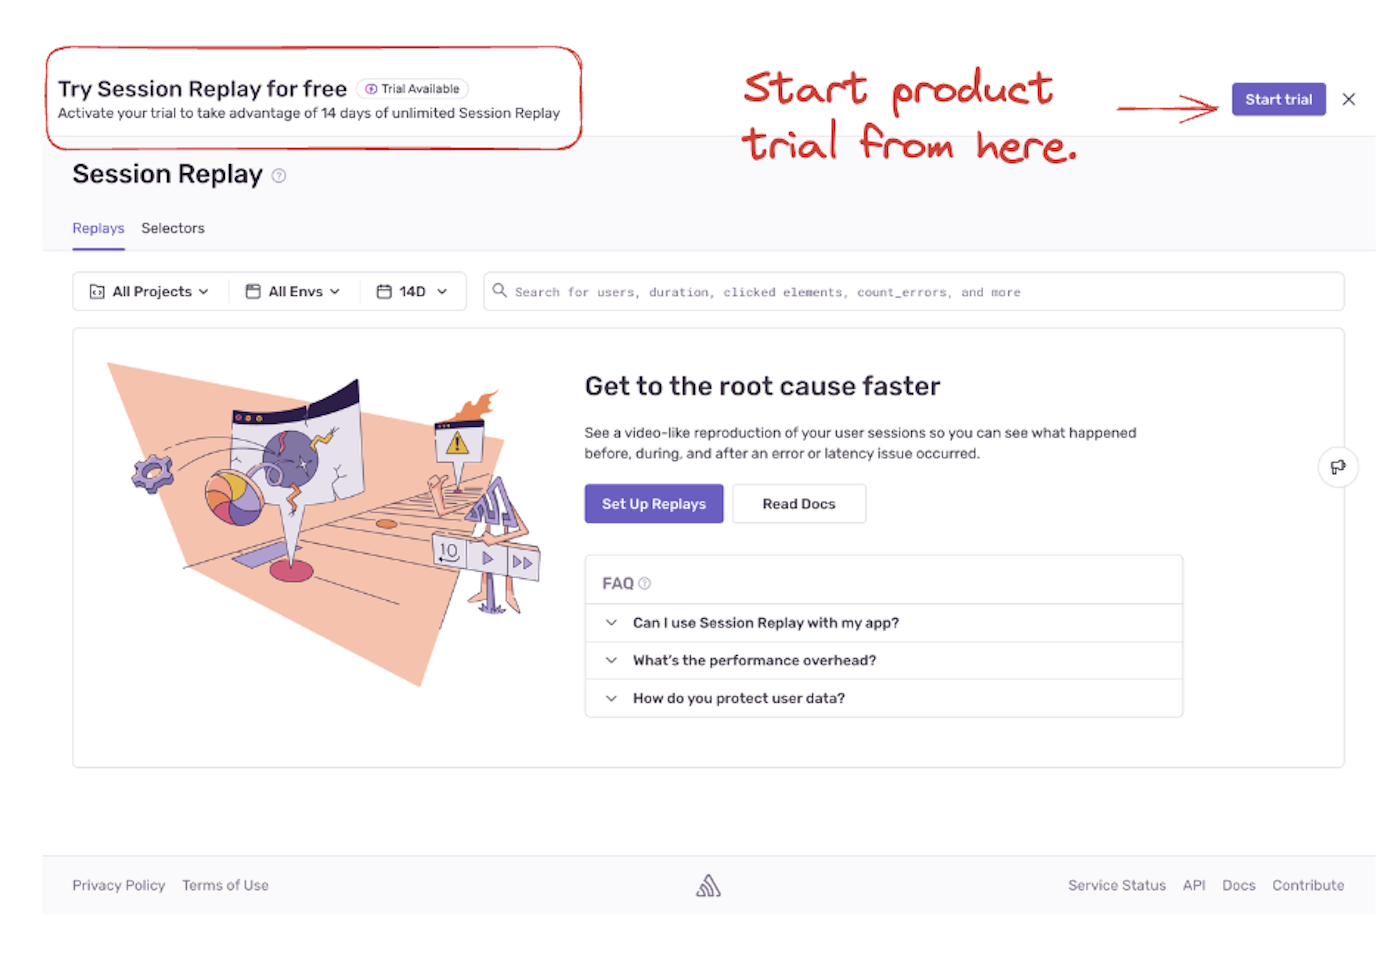 Try Session Replay for free Trial Available
Activate your trial to take advantage of 14 days of unlimited Session Replay
Start product
trial from here.
Start trial
Session Replay
Replays Selectors
All Projects All Envs 14D Search for users, duration, clicked elements, count_errors, and more
Get to the root cause faster
See a video-like reproduction of your user sessions so you can see what happened
before, during, and after an error or latency issue occurred.
Set Up Replays Read Docs
10
FAQ
Can I use Session Replay with my app?
What's the performance overhead?
How do you protect user data?
Privacy Policy Terms of Use Service Status API Docs Contribute